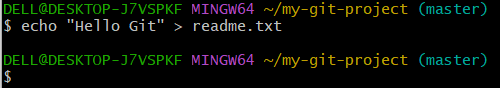 DELL@DESKTOP-J7VSPKF MINGW64 ~/my-git-project (master)
$ echo "Hello Git" > readme.txt
DELL@DESKTOP-J7VSPKF MINGW64 ~/my-git-project (master)
$